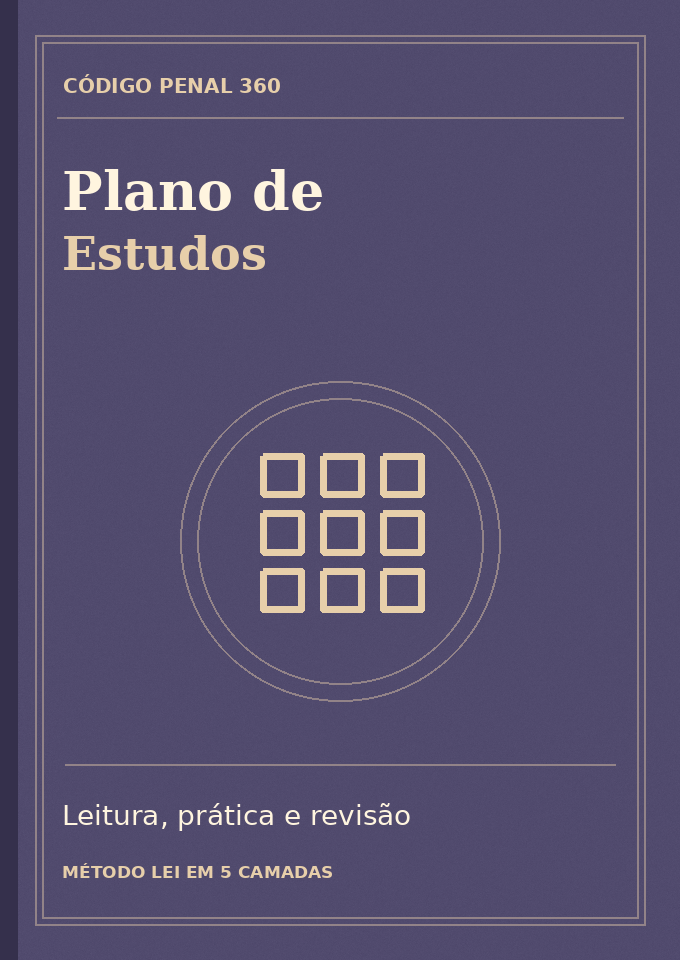 CÓDIGO PENAL 360
Plano de
Estudos
Leitura, prática e revisão
MÉTODO LEI EM 5 CAMADAS